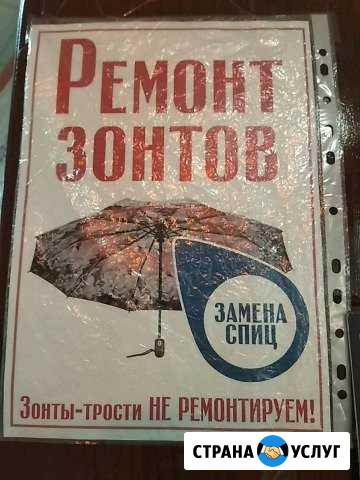 Ремонт
зонтов
ЗАМЕНА
СПИЦ
Зонты-трости НЕ РЕМОНТИРУЕМ!
СТРАНА УСЛУГ